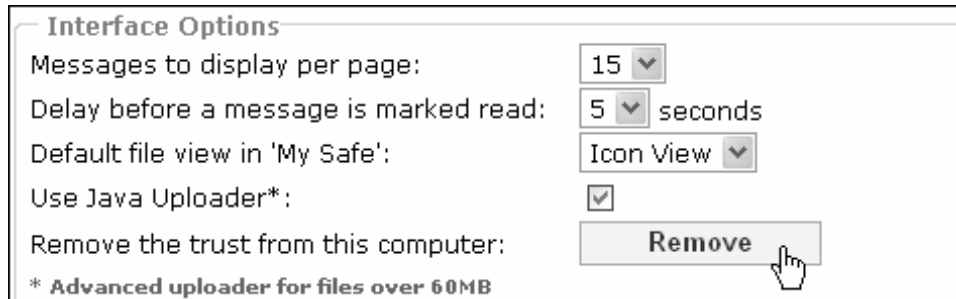 Interface Options
Messages to display per page: 15
Delay before a message is marked read: 5 seconds
Default file view in 'My Safe': Icon View
Use Java Uploader*:
Remove the trust from this computer: Remove
* Advanced uploader for files over 60MB